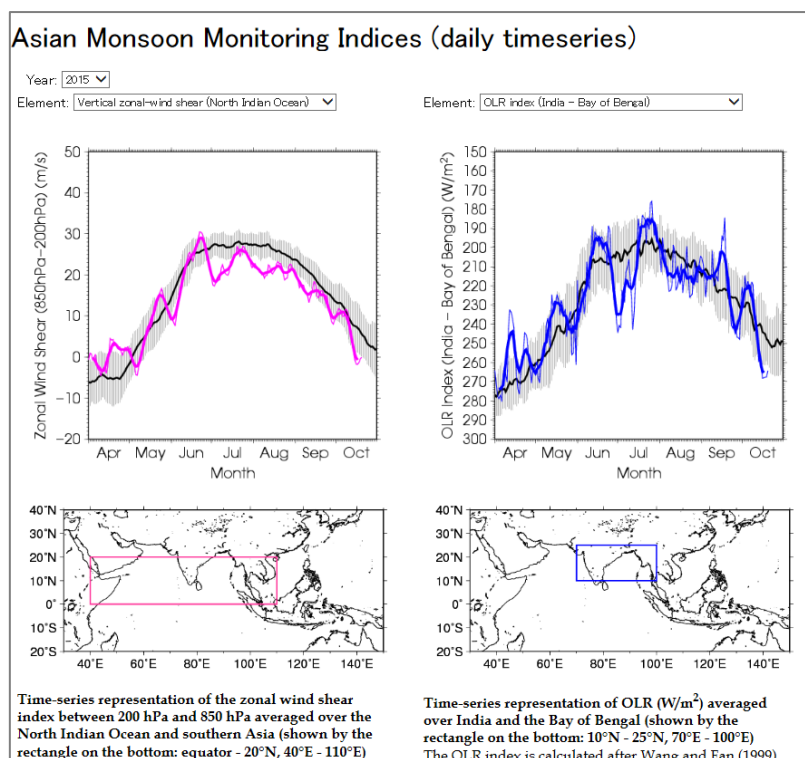 Asian Monsoon Monitoring Indices (daily timeseries)
Year: 2015
Element: Vertical zonal-wind shear (North Indian Ocean)
Element: OLR index (India - Bay of Bengal)
Zonal Wind Shear (850hPa-200hPa) (m/s)
50
40
30
20
10
0
-10
-20
Apr May Jun Jul Aug Sep Oct
Month
OLR Index (India - Bay of Bengal) (W/m²)
150
160
170
180
190
200
210
220
230
240
250
260
270
280
290
300
Apr May Jun Jul Aug Sep Oct
Month
40°N
30°N
20°N
10°N
0°
10°S
20°S
40°E 60°E 80°E 100°E 120°E 140°E
40°N
30°N
20°N
10°N
0°
10°S
20°S
40°E 60°E 80°E 100°E 120°E 140°E
Time-series representation of the zonal wind shear
index between 200 hPa and 850 hPa averaged over the
North Indian Ocean and southern Asia (shown by the
rectangle on the bottom: equator - 20°N, 40°E - 110°E)
Time-series representation of OLR (W/m²) averaged
over India and the Bay of Bengal (shown by the
rectangle on the bottom: 10°N - 25°N, 70°E - 100°E)
The OLR index is calculated after Wang and Fan (1999)